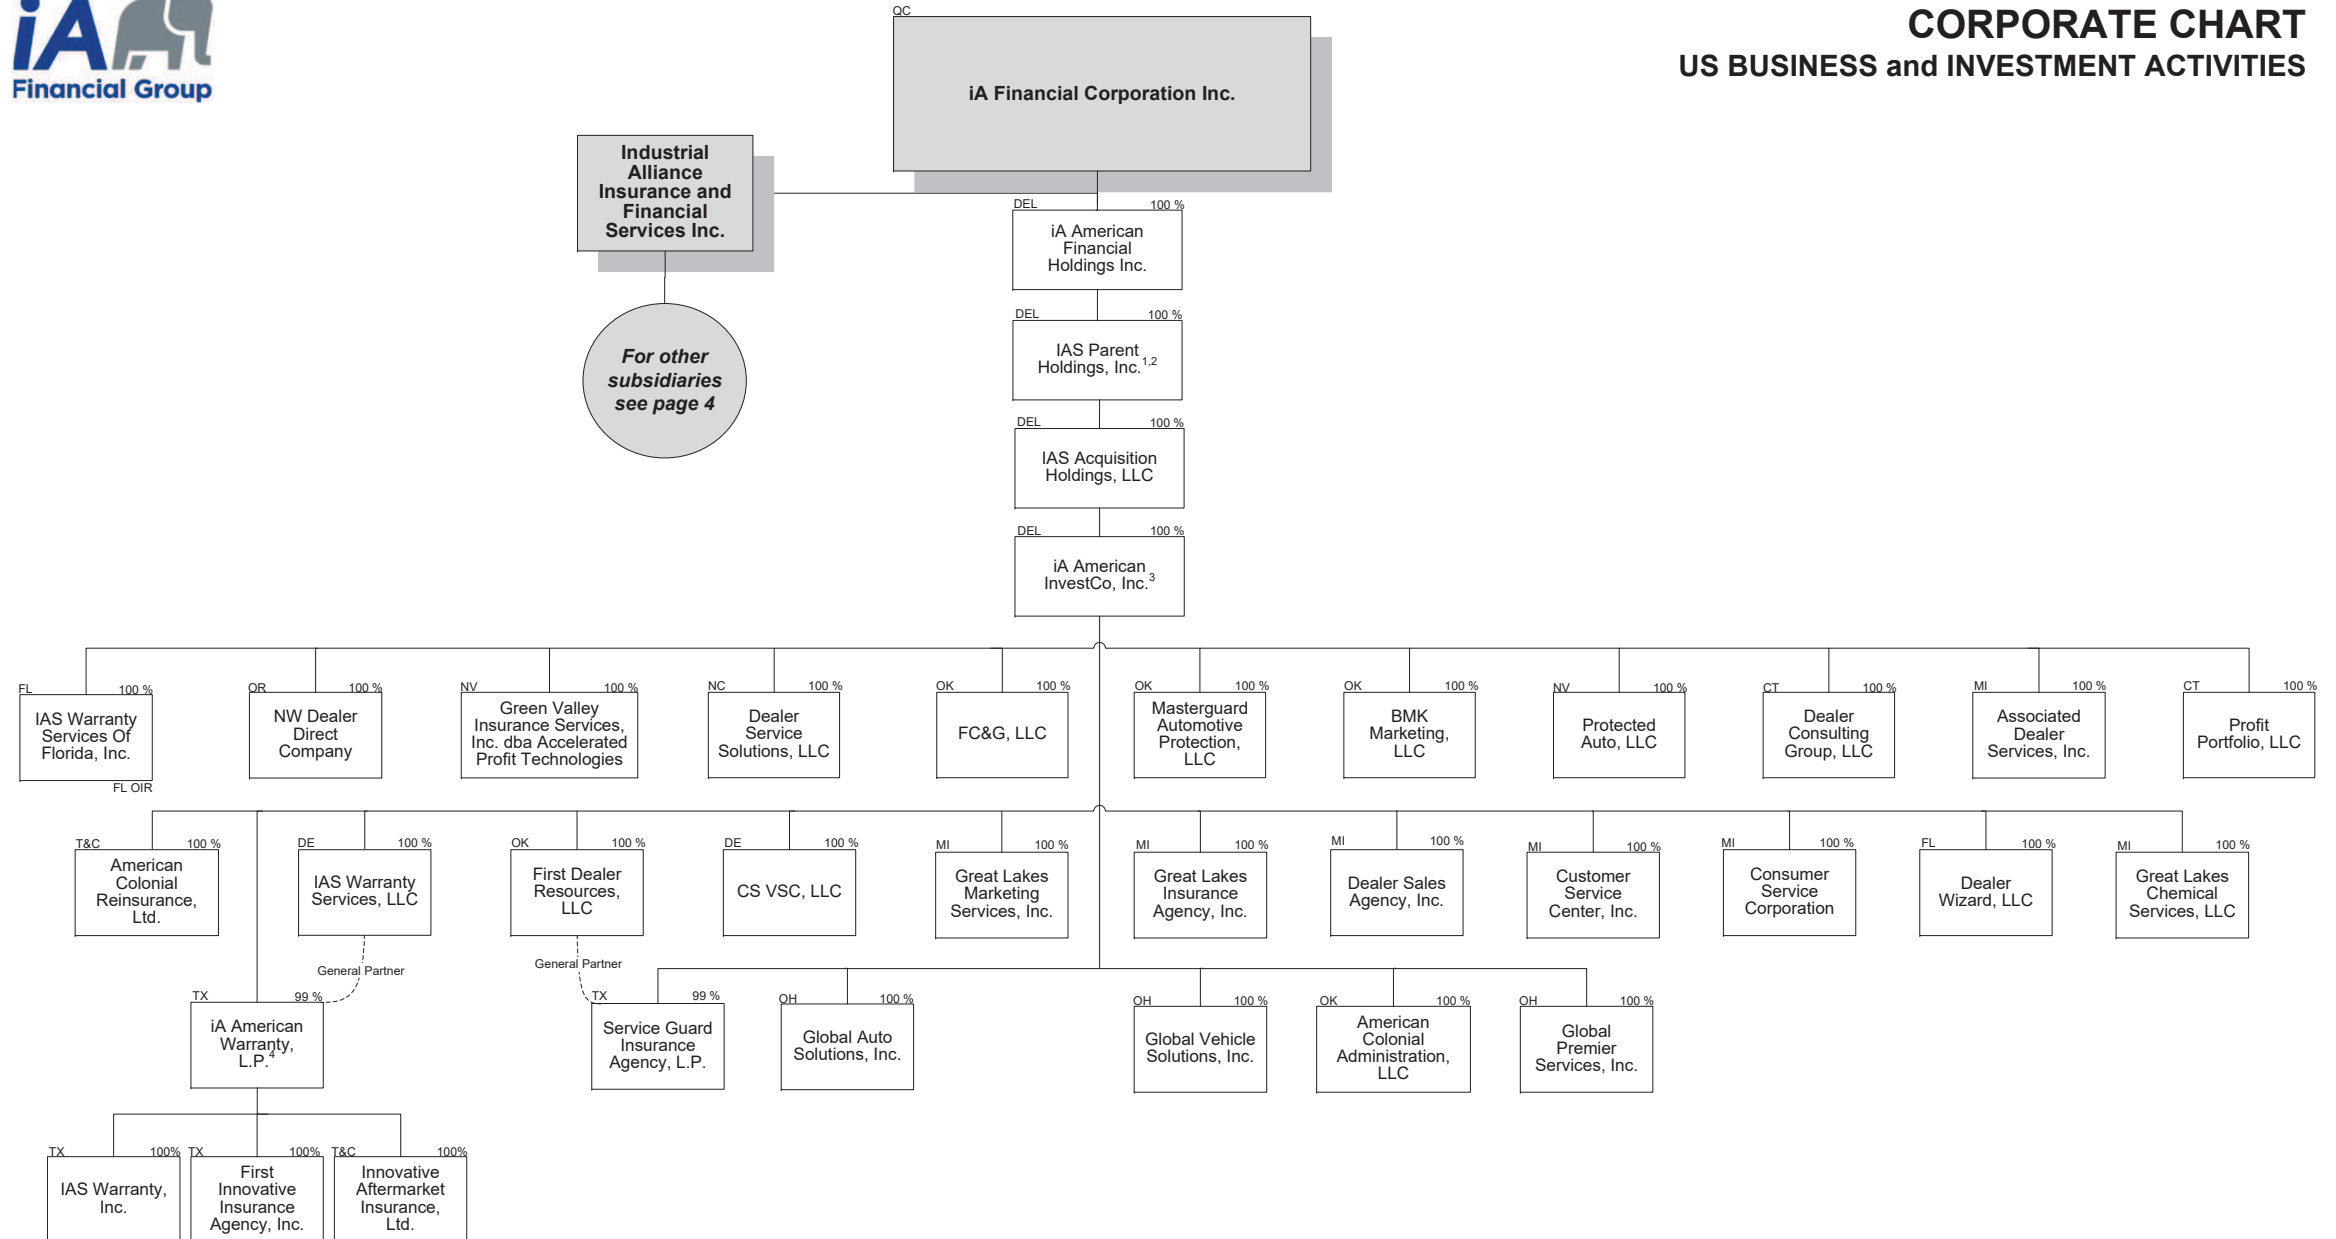 iA
Financial Group
CORPORATE CHART
US BUSINESS and INVESTMENT ACTIVITIES
QC
iA Financial Corporation Inc.
Industrial
Alliance
Insurance and
Financial
Services Inc.
For other
subsidiaries
see page 4
DEL 100 %
iA American
Financial
Holdings Inc.
DEL 100 %
IAS Parent
Holdings, Inc.1,2
DEL 100 %
IAS Acquisition
Holdings, LLC
DEL 100 %
iA American
InvestCo, Inc.3
FL 100 %
IAS Warranty
Services Of
Florida, Inc.
FL OIR
OR 100 %
NW Dealer
Direct
Company
NV 100 %
Green Valley
Insurance Services,
Inc. dba Accelerated
Profit Technologies
NC 100 %
Dealer
Service
Solutions, LLC
OK 100 %
FC&G, LLC
OK 100 %
Masterguard
Automotive
Protection,
LLC
OK 100 %
BMK
Marketing,
LLC
NV 100 %
Protected
Auto, LLC
CT 100 %
Dealer
Consulting
Group, LLC
MI 100 %
Associated
Dealer
Services, Inc.
CT 100 %
Profit
Portfolio, LLC
T&C 100 %
American
Colonial
Reinsurance,
Ltd.
DE 100 %
IAS Warranty
Services, LLC
General Partner
OK 100 %
First Dealer
Resources,
LLC
General Partner
DE 100 %
CS VSC, LLC
MI 100 %
Great Lakes
Marketing
Services, Inc.
MI 100 %
Great Lakes
Insurance
Agency, Inc.
MI 100 %
Dealer Sales
Agency, Inc.
MI 100 %
Customer
Service
Center, Inc.
MI 100 %
Consumer
Service
Corporation
FL 100 %
Dealer
Wizard, LLC
MI 100 %
Great Lakes
Chemical
Services, LLC
TX 99 %
iA American
Warranty,
L.P.4
TX 99 %
Service Guard
Insurance
Agency, L.P.
OH 100 %
Global Auto
Solutions, Inc.
OH 100 %
Global Vehicle
Solutions, Inc.
OK 100 %
American
Colonial
Administration,
LLC
OH 100 %
Global
Premier
Services, Inc.
TX 100%
IAS Warranty,
Inc.
TX 100%
First
Innovative
Insurance
Agency, Inc.
T&C 100%
Innovative
Aftermarket
Insurance,
Ltd.